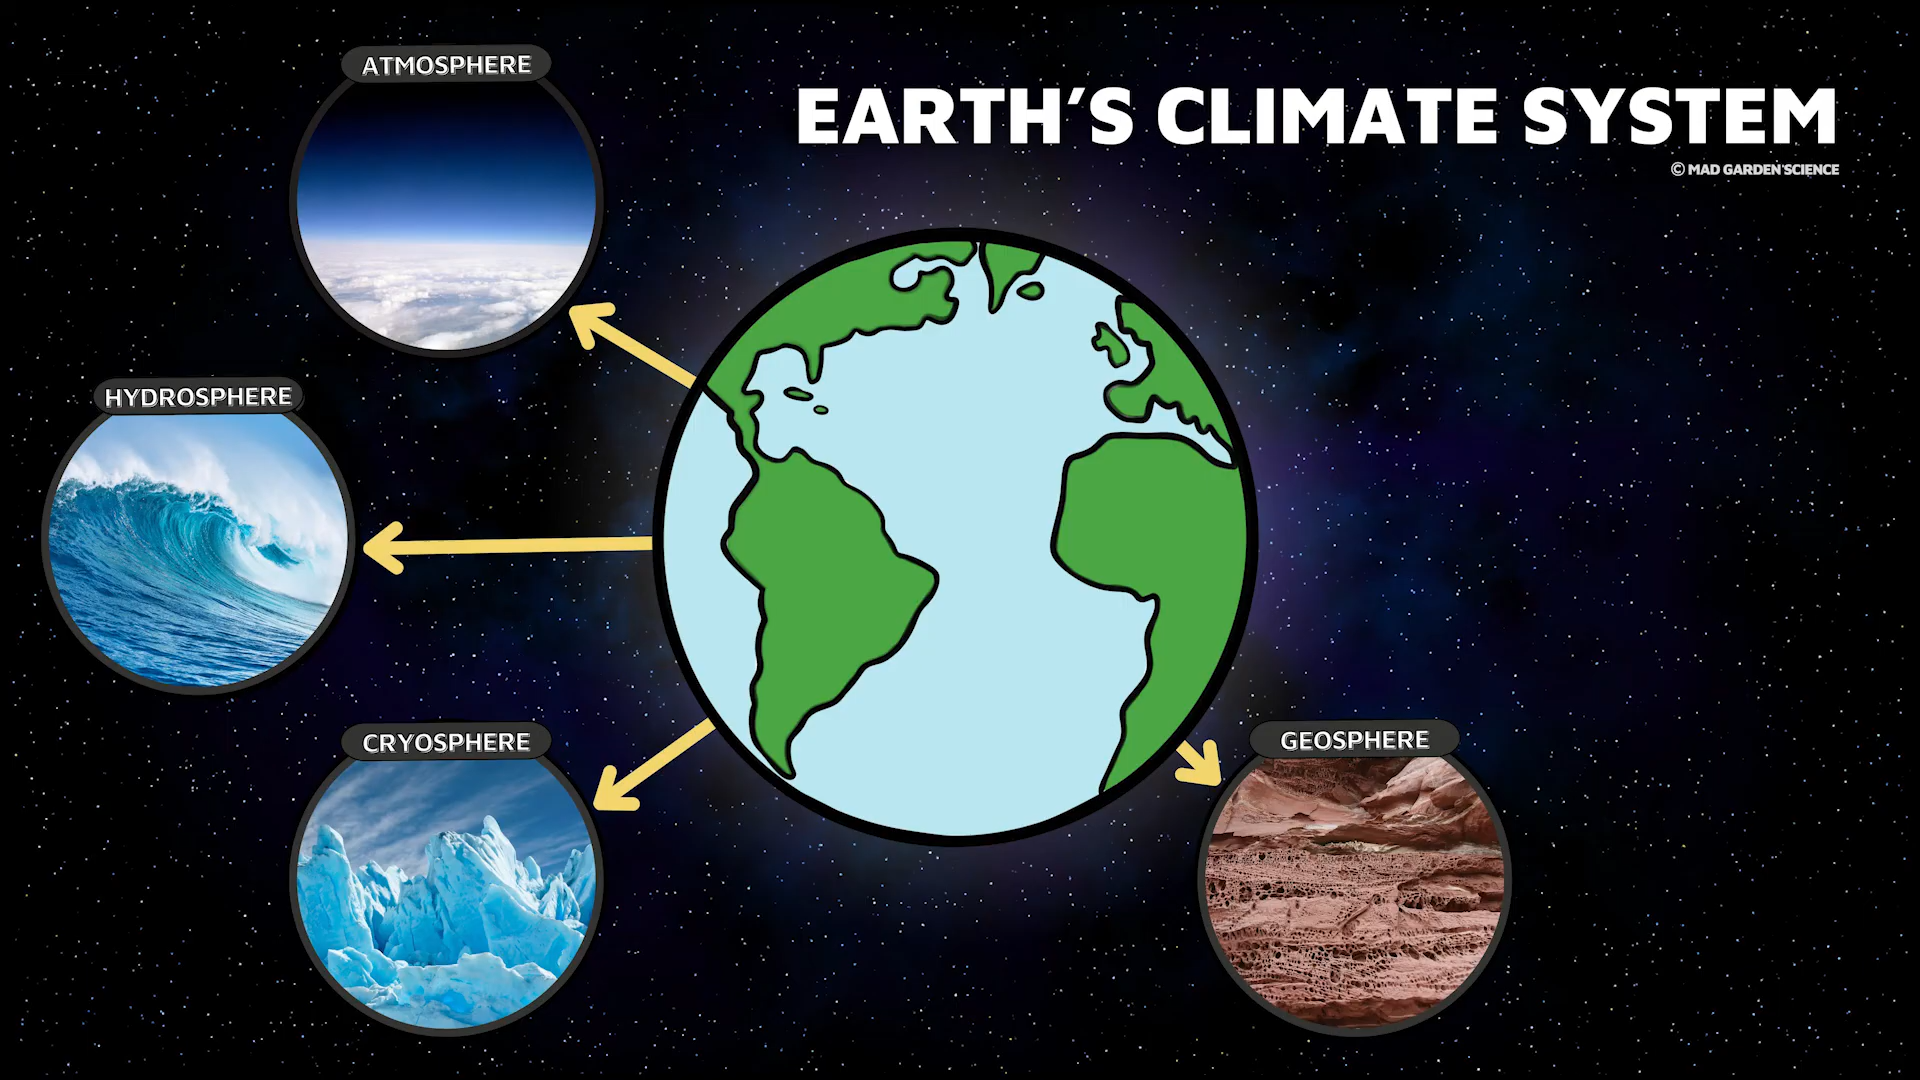 ATMOSPHERE
EARTH’S CLIMATE SYSTEM
© MAD GARDEN SCIENCE
HYDROSPHERE
CRYOSPHERE
GEOSPHERE